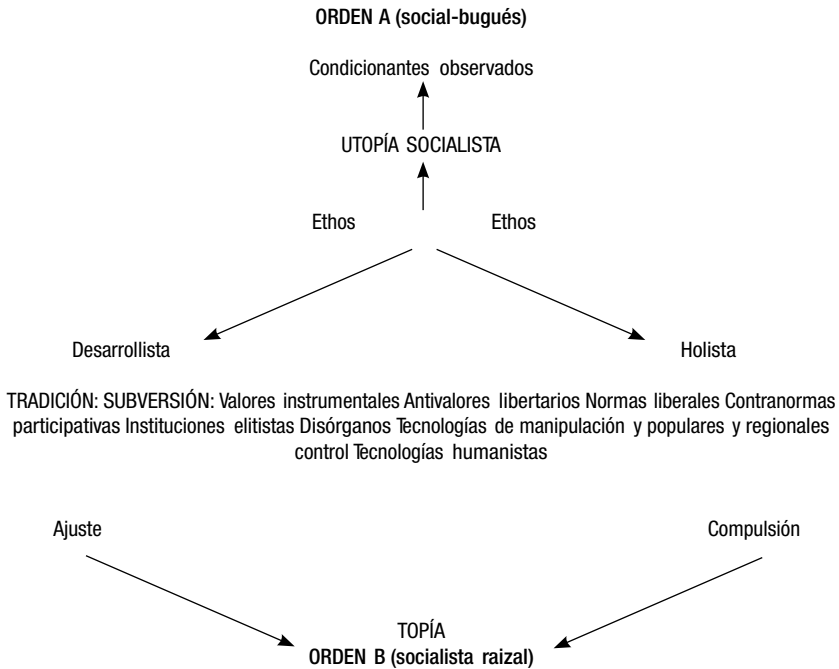 ORDEN A (social-bugués)
Condicionantes observados
UTOPÍA SOCIALISTA
Ethos Ethos
Desarrollista Holista
TRADICIÓN: SUBVERSIÓN: Valores instrumentales Antivalores libertarios Normas liberales Contranormas
participativas Instituciones elitistas Disórganos Tecnologías de manipulación y populares y regionales
control Tecnologías humanistas
Ajuste Compulsión
TOPÍA
ORDEN B (socialista raizal)